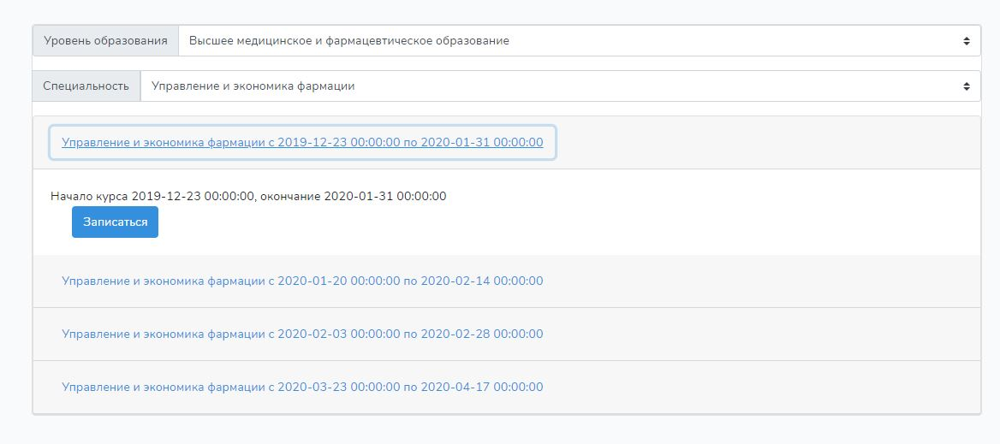 Уровень образования Высшее медицинское и фармацевтическое образование
Специальность Управление и экономика фармации
Управление и экономика фармации с 2019-12-23 00:00:00 по 2020-01-31 00:00:00
Начало курса 2019-12-23 00:00:00, окончание 2020-01-31 00:00:00
Записаться
Управление и экономика фармации с 2020-01-20 00:00:00 по 2020-02-14 00:00:00
Управление и экономика фармации с 2020-02-03 00:00:00 по 2020-02-28 00:00:00
Управление и экономика фармации с 2020-03-23 00:00:00 по 2020-04-17 00:00:00